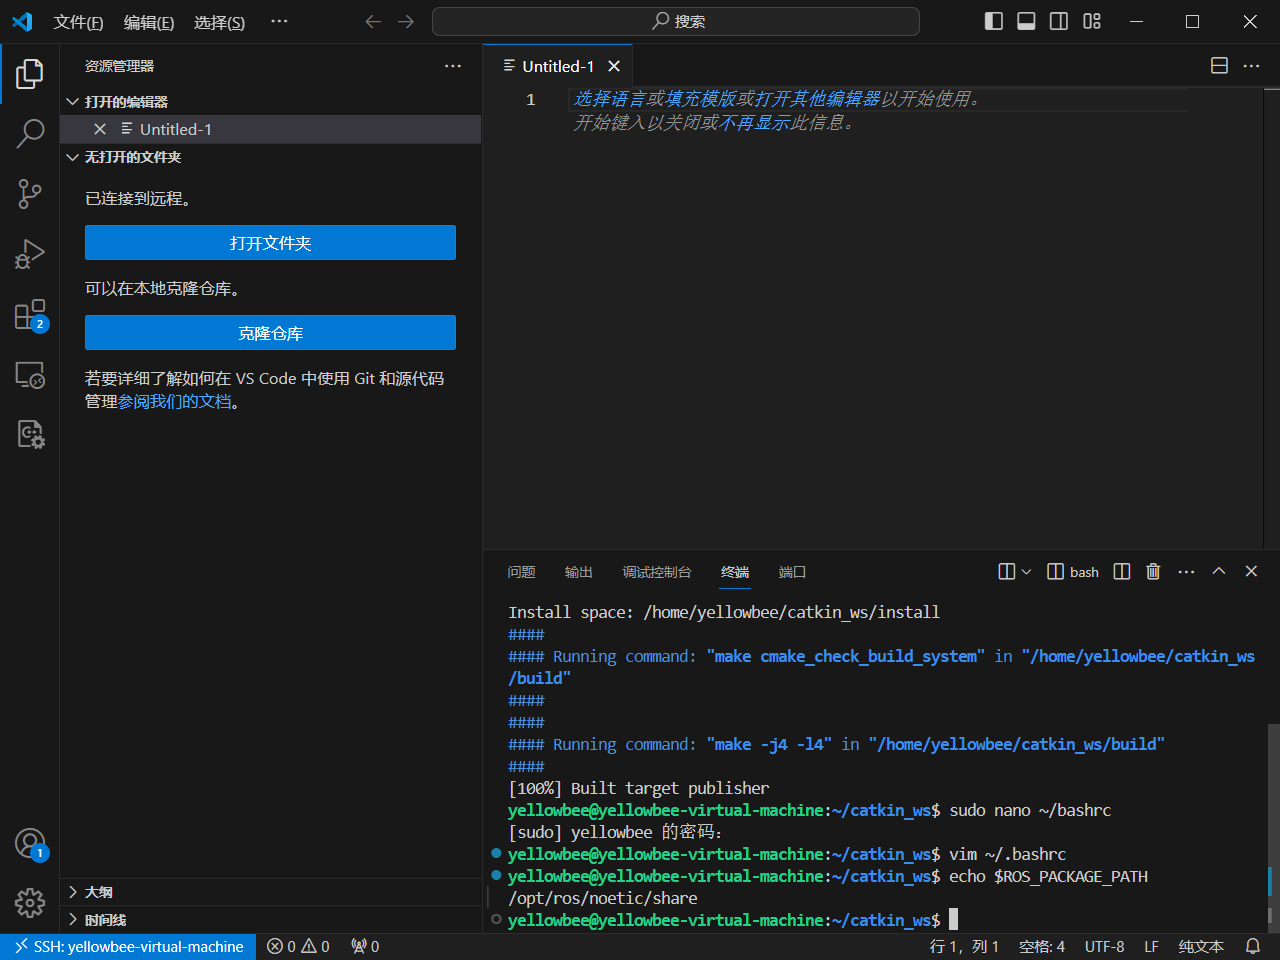 文件(F) 编辑(E) 选择(S) ··· 搜索
资源管理器
打开的编辑器
Untitled-1
无打开的文件夹
已连接到远程。
打开文件夹
可以在本地克隆仓库。
克隆仓库
若要详细了解如何在 VS Code 中使用 Git 和源代码
管理参阅我们的文档。
2
1
大纲
时间线
Untitled-1
1 选择语言或填充模版或打开其他编辑器以开始使用。
开始键入以关闭或不再显示此信息。
问题 输出 调试控制台 终端 端口 bash
Install space: /home/yellowbee/catkin_ws/install
####
#### Running command: "make cmake_check_build_system" in "/home/yellowbee/catkin_ws
/build"
####
####
#### Running command: "make -j4 -l4" in "/home/yellowbee/catkin_ws/build"
####
[100%] Built target publisher
yellowbee@yellowbee-virtual-machine:~/catkin_ws$ sudo nano ~/bashrc
[sudo] yellowbee 的密码：
yellowbee@yellowbee-virtual-machine:~/catkin_ws$ vim ~/.bashrc
yellowbee@yellowbee-virtual-machine:~/catkin_ws$ echo $ROS_PACKAGE_PATH
/opt/ros/noetic/share
yellowbee@yellowbee-virtual-machine:~/catkin_ws$
SSH: yellowbee-virtual-machine 0 0 0 行 1，列 1 空格: 4 UTF-8 LF 纯文本